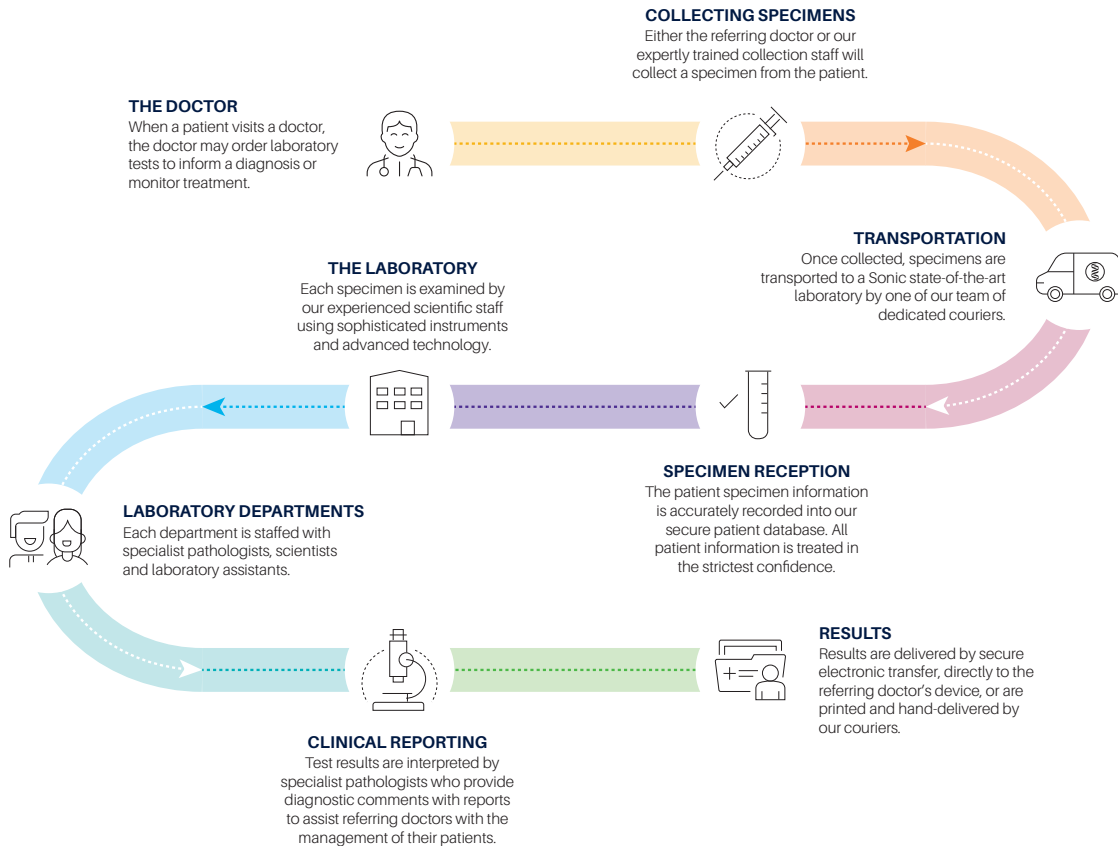 COLLECTING SPECIMENS
Either the referring doctor or our
expertly trained collection staff will
collect a specimen from the patient.
THE DOCTOR
When a patient visits a doctor,
the doctor may order laboratory
tests to inform a diagnosis or
monitor treatment.
TRANSPORTATION
Once collected, specimens are
transported to a Sonic state-of-the-art
laboratory by one of our team of
dedicated couriers.
THE LABORATORY
Each specimen is examined by
our experienced scientific staff
using sophisticated instruments
and advanced technology.
SPECIMEN RECEPTION
The patient specimen information
is accurately recorded into our
secure patient database. All
patient information is treated in
the strictest confidence.
LABORATORY DEPARTMENTS
Each department is staffed with
specialist pathologists, scientists
and laboratory assistants.
CLINICAL REPORTING
Test results are interpreted by
specialist pathologists who provide
diagnostic comments with reports
to assist referring doctors with the
management of their patients.
RESULTS
Results are delivered by secure
electronic transfer, directly to the
referring doctor’s device, or are
printed and hand-delivered by
our couriers.